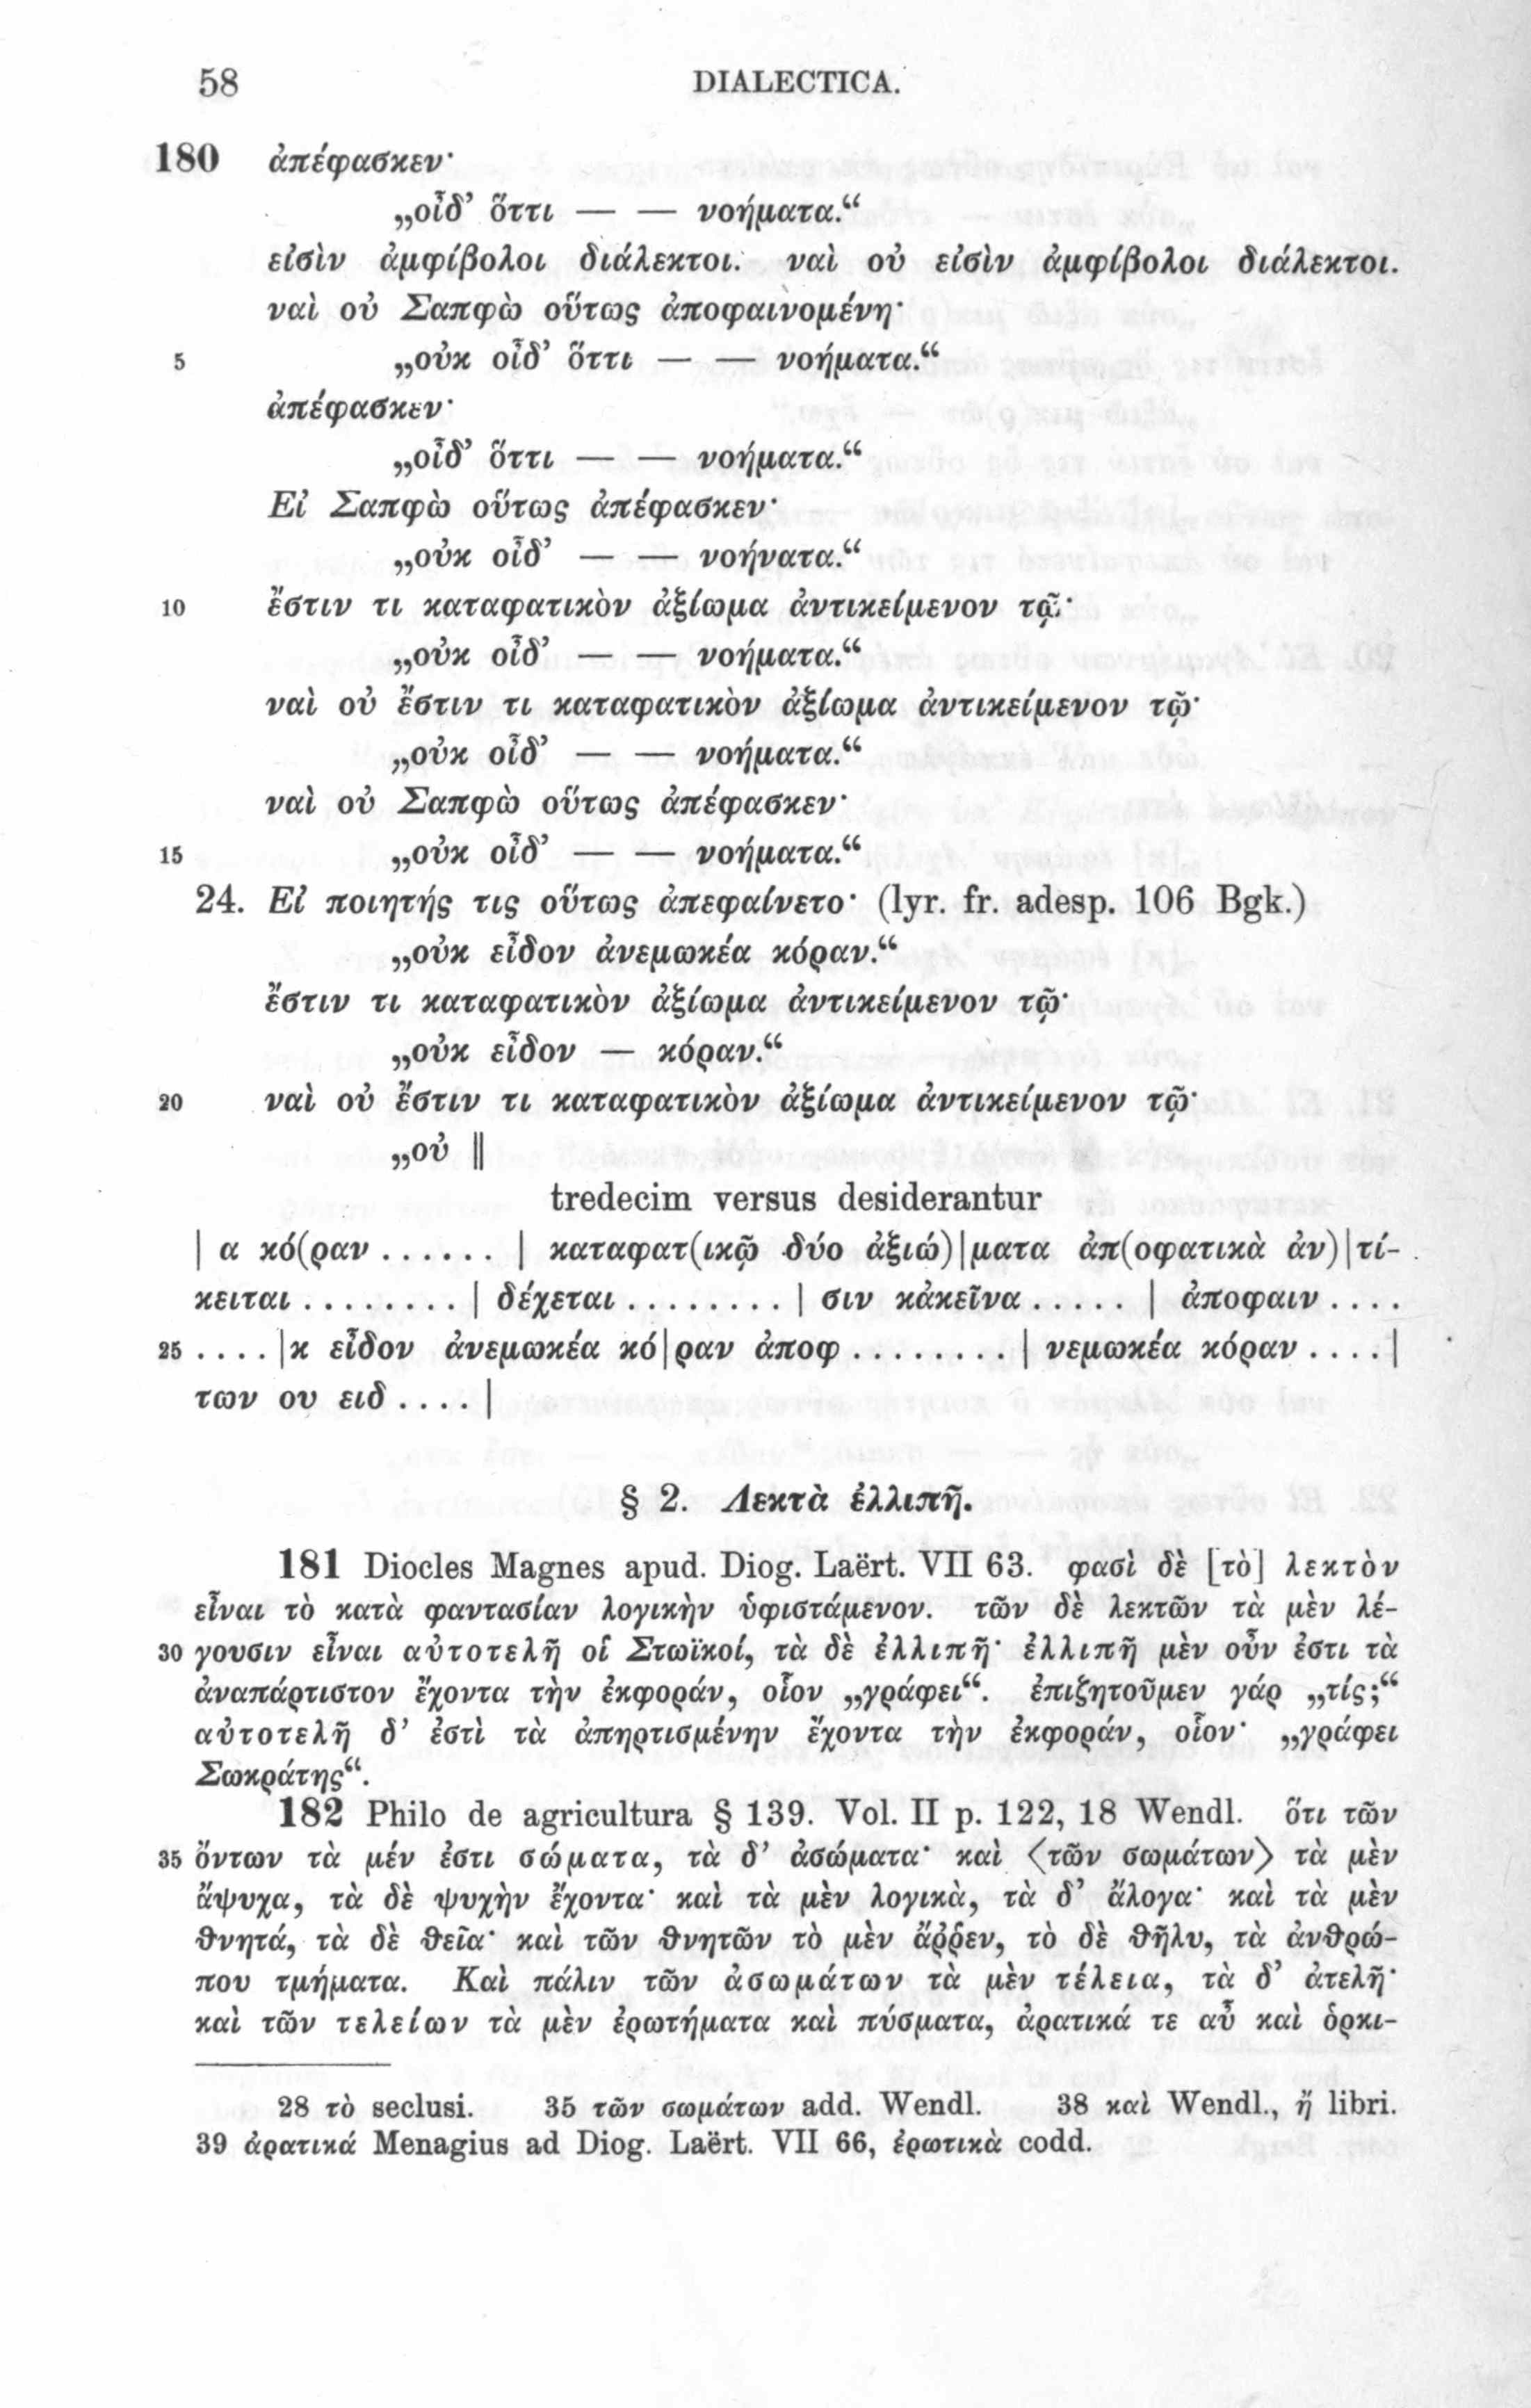 58 DIALECTICA.
180 ἀπέφασκεν·
„οἶδ’ ὄττι — — νοήματα.“
εἰσὶν ἀμφίβολοι διάλεκτοι. ναὶ οὐ εἰσὶν ἀμφίβολοι διάλεκτοι.
ναὶ οὐ Σαπφὼ οὕτως ἀποφαινομένη·
5 „οὐκ οἶδ’ ὄττι — — νοήματα.“
ἀπέφασκεν·
„οἶδ’ ὄττι — — νοήματα.“
Εἰ Σαπφὼ οὕτως ἀπέφασκεν·
„οὐκ οἶδ’ — — νοήνατα.“
10 ἔστιν τι καταφατικὸν ἀξίωμα ἀντικείμενον τῷ·
„οὐκ οἶδ’ — — νοήματα.“
ναὶ οὐ ἔστιν τι καταφατικὸν ἀξίωμα ἀντικείμενον τῷ·
„οὐκ οἶδ’ — — νοήματα.“
ναὶ οὐ Σαπφὼ οὕτως ἀπέφασκεν·
15 „οὐκ οἶδ’ — — νοήματα.“
24. Εἰ ποιητής τις οὕτως ἀπεφαίνετο· (lyr. fr. adesp. 106 Bgk.)
„οὐκ εἶδον ἀνεμωκέα κόραν.“
ἔστιν τι καταφατικὸν ἀξίωμα ἀντικείμενον τῷ·
„οὐκ εἶδον — κόραν.“
20 ναὶ οὐ ἔστιν τι καταφατικὸν ἀξίωμα ἀντικείμενον τῷ·
„οὐ ‖
tredecim versus desiderantur
| α κό(ραν . . . . . . | καταφατ(ικῷ δύο ἀξιώ)|ματα ἀπ(οφατικὰ ἀν)|τί-
κειται . . . . . . . . | δέχεται . . . . . . . . | σιν κἀκεῖνα . . . . . | ἀποφαιν . . . .
25 . . . . |κ εἶδον ἀνεμωκέα κό|ραν ἀποφ . . . . . . . . | νεμωκέα κόραν . . . . |
των ου ειδ . . . . |
§ 2. Λεκτὰ ἐλλιπῆ.
181 Diocles Magnes apud. Diog. Laërt. VII 63. φασὶ δὲ [τὸ] λεκτὸν
εἶναι τὸ κατὰ φαντασίαν λογικὴν ὑφιστάμενον. τῶν δὲ λεκτῶν τὰ μὲν λέ-
30 γουσιν εἶναι αὐτοτελῆ οἱ Στωϊκοί, τὰ δὲ ἐλλιπῆ· ἐλλιπῆ μὲν οὖν ἐστι τὰ
ἀναπάρτιστον ἔχοντα τὴν ἐκφοράν, οἷον „γράφει“. ἐπιζητοῦμεν γάρ „τίς;“
αὐτοτελῆ δ’ ἐστὶ τὰ ἀπηρτισμένην ἔχοντα τὴν ἐκφοράν, οἷον· „γράφει
Σωκράτης“.
182 Philo de agricultura § 139. Vol. II p. 122, 18 Wendl. ὅτι τῶν
35 ὄντων τὰ μέν ἐστι σώματα, τὰ δ’ ἀσώματα· καὶ ⟨τῶν σωμάτων⟩ τὰ μὲν
ἄψυχα, τὰ δὲ ψυχὴν ἔχοντα· καὶ τὰ μὲν λογικὰ, τὰ δ’ ἄλογα· καὶ τὰ μὲν
θνητά, τὰ δὲ θεῖα· καὶ τῶν θνητῶν τὸ μὲν ἄῤῥεν, τὸ δὲ θῆλυ, τὰ ἀνθρώ-
που τμήματα. Καὶ πάλιν τῶν ἀσωμάτων τὰ μὲν τέλεια, τὰ δ’ ἀτελῆ·
καὶ τῶν τελείων τὰ μὲν ἐρωτήματα καὶ πύσματα, ἀρατικά τε αὖ καὶ ὁρκι-
28 τὸ seclusi. 35 τῶν σωμάτων add. Wendl. 38 καὶ Wendl., ἢ libri.
39 ἀρατικά Menagius ad Diog. Laërt. VII 66, ἐρωτικὰ codd.